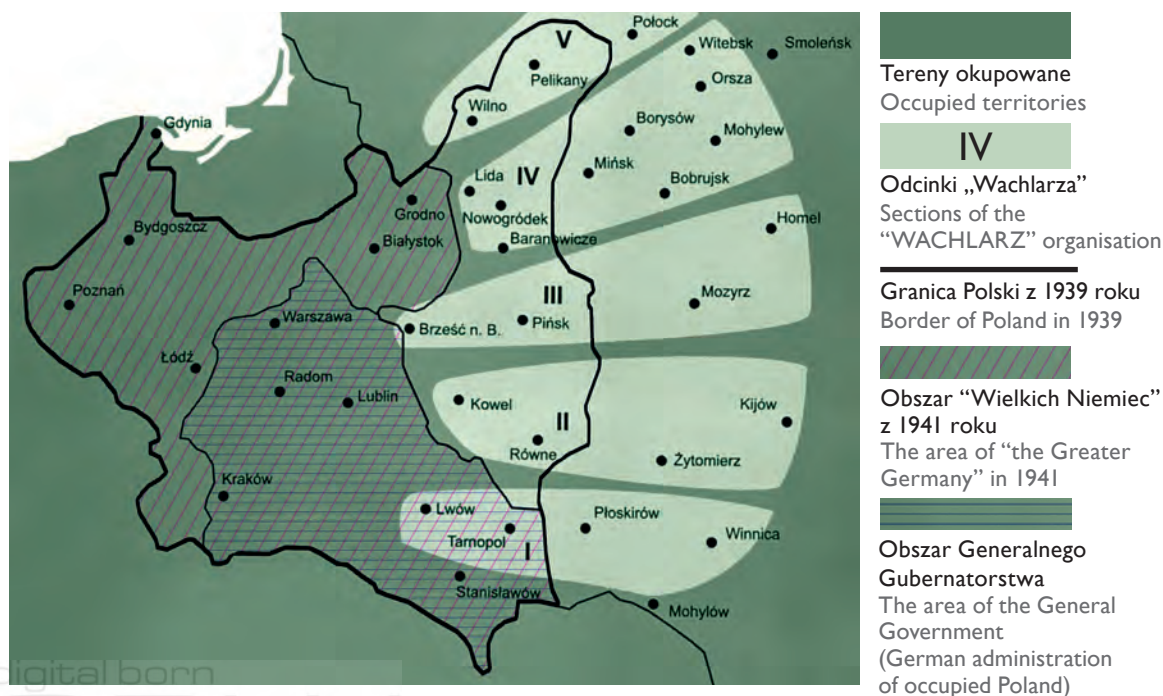 Połock
V
Witebsk
Smoleńsk
Pelikany
Orsza
Wilno
Gdynia
Borysów
Mohylew
Lida
IV
Mińsk
Bobrujsk
Grodno
Nowogródek
Homel
Bydgoszcz
Białystok
Baranowicze
Poznań
III
Mozyrz
Warszawa
Brześć n. B.
Pińsk
Łódź
Radom
Lublin
Kowel
II
Kijów
Równe
Żytomierz
Kraków
Lwów
Płoskirów
Tarnopol
I
Winnica
Stanisławów
Mohylów
digital born
Tereny okupowane
Occupied territories
IV
Odcinki „Wachlarza”
Sections of the
“WACHLARZ” organisation
Granica Polski z 1939 roku
Border of Poland in 1939
Obszar “Wielkich Niemiec”
z 1941 roku
The area of “the Greater
Germany” in 1941
Obszar Generalnego
Gubernatorstwa
The area of the General
Government
(German administration
of occupied Poland)